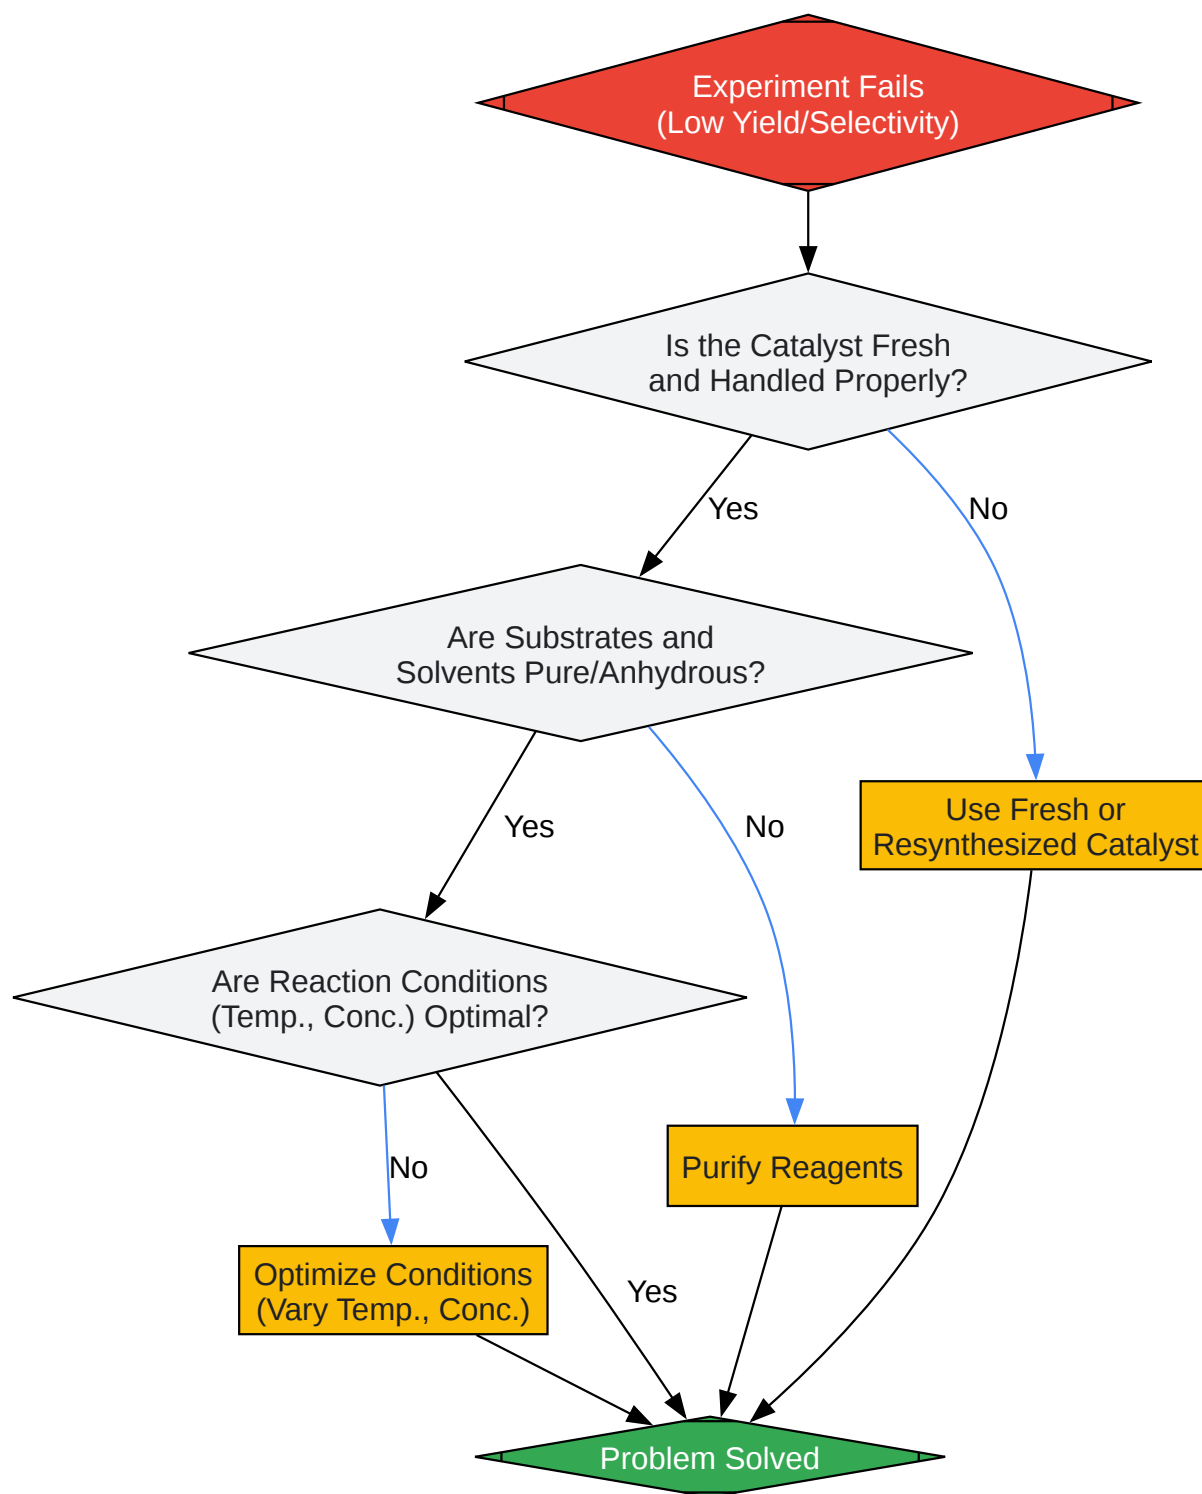 Experiment Fails
(Low Yield/Selectivity)
Is the Catalyst Fresh
and Handled Properly?
Yes
No
Are Substrates and
Solvents Pure/Anhydrous?
Use Fresh or
Resynthesized Catalyst
Yes
No
Are Reaction Conditions
(Temp., Conc.) Optimal?
No
Purify Reagents
Optimize Conditions
(Vary Temp., Conc.)
Yes
Problem Solved